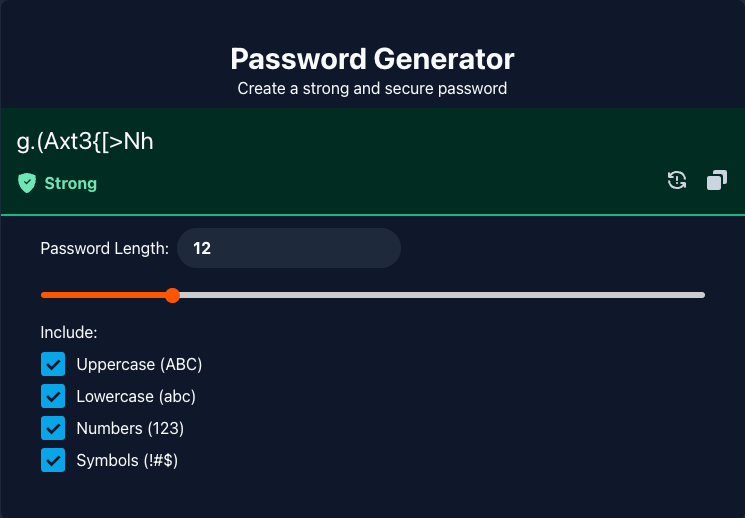 Password Generator
Create a strong and secure password
g.(Axt3{[>Nh
Strong
Password Length: 12
Include:
Uppercase (ABC)
Lowercase (abc)
Numbers (123)
Symbols (!#$)